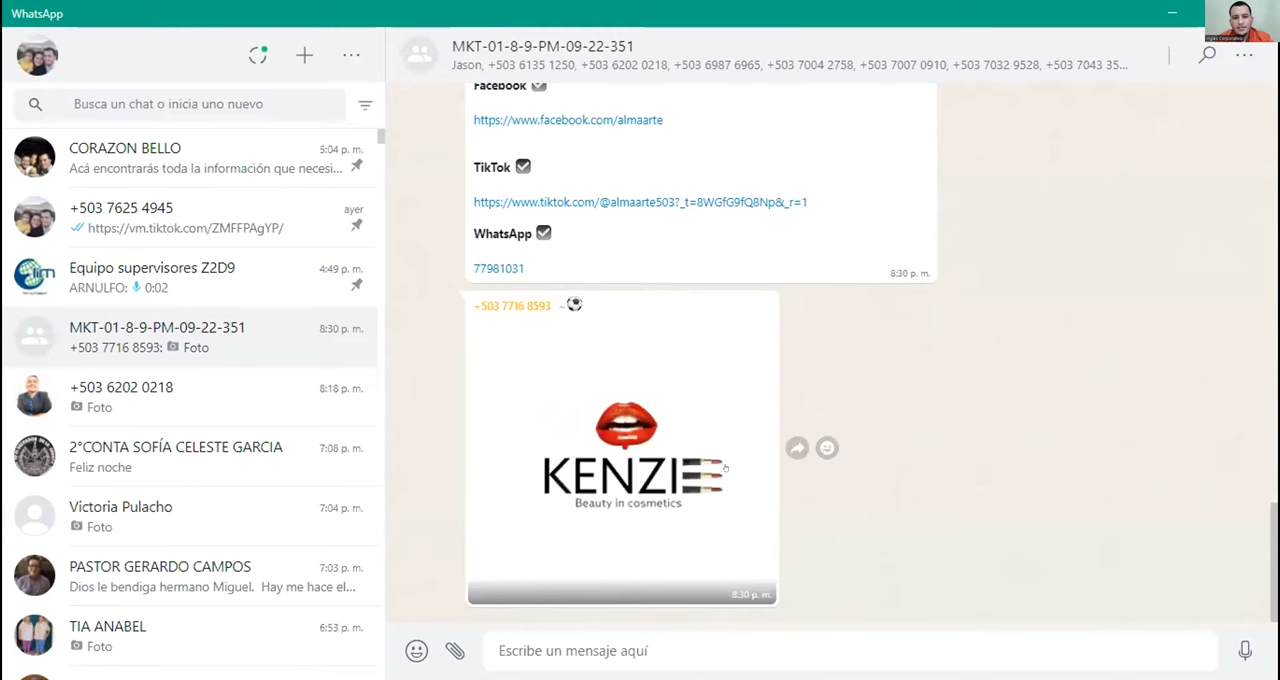 WhatsApp
Busca un chat o inicia uno nuevo
CORAZON BELLO
5:04 p. m.
Acá encontrarás toda la información que necesi...
+503 7625 4945
ayer
https://vm.tiktok.com/ZMFFPAgYP/
Equipo supervisores Z2D9
4:49 p. m.
ARNULFO: 0:02
MKT-01-8-9-PM-09-22-351
8:30 p. m.
+503 7716 8593: Foto
+503 6202 0218
8:18 p. m.
Foto
2°CONTA SOFÍA CELESTE GARCIA
7:08 p. m.
Feliz noche
Victoria Pulacho
7:04 p. m.
Foto
PASTOR GERARDO CAMPOS
7:03 p. m.
Dios le bendiga hermano Miguel. Hay me hace el...
TIA ANABEL
6:53 p. m.
Foto
MKT-01-8-9-PM-09-22-351
Jason, +503 6135 1250, +503 6202 0218, +503 6987 6965, +503 7004 2758, +503 7007 0910, +503 7032 9528, +503 7043 35...
Facebook
https://www.facebook.com/almaarte
TikTok
https://www.tiktok.com/@almaarte503?_t=8WGfG9fQ8Np&_r=1
WhatsApp
77981031
8:30 p. m.
+503 7716 8593 ~
KENZIE
Beauty in cosmetics
8:30 p. m.
Escribe un mensaje aquí